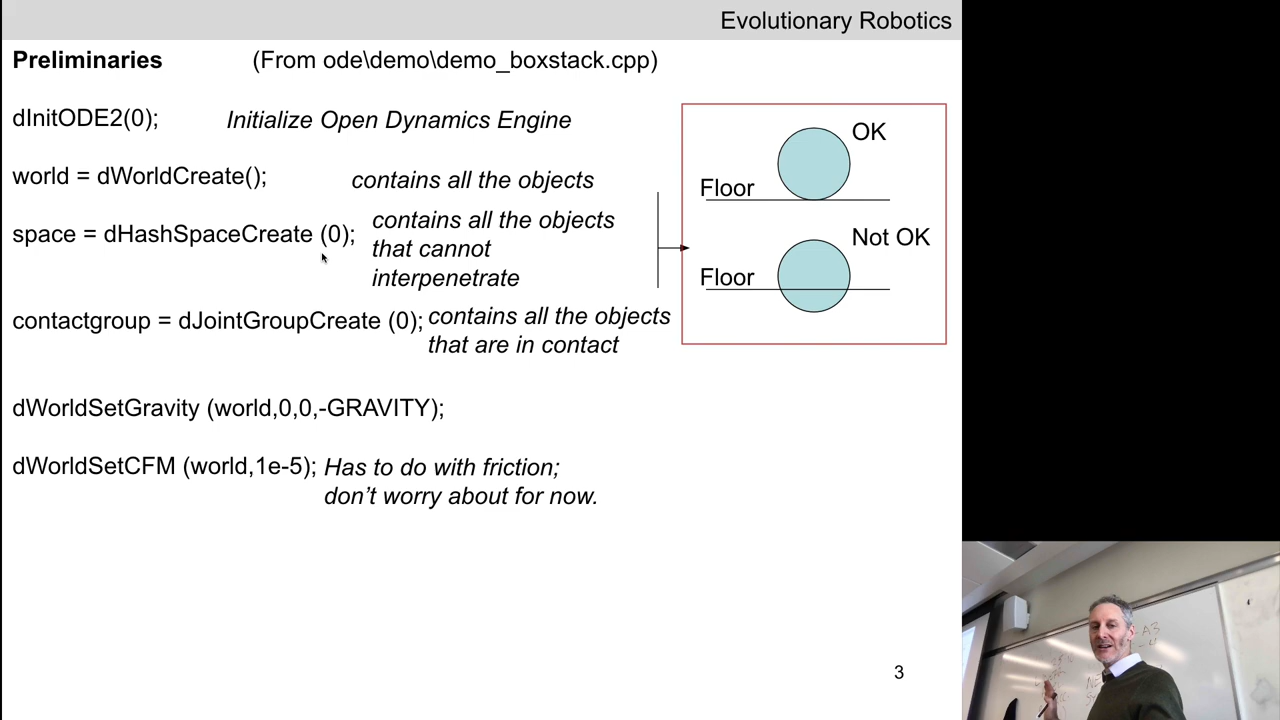 Evolutionary Robotics
Preliminaries (From ode\demo\demo_boxstack.cpp)
dInitODE2(0); Initialize Open Dynamics Engine
world = dWorldCreate(); contains all the objects
space = dHashSpaceCreate (0); contains all the objects
that cannot
interpenetrate
contactgroup = dJointGroupCreate (0); contains all the objects
that are in contact
OK
Floor
Not OK
Floor
dWorldSetGravity (world,0,0,-GRAVITY);
dWorldSetCFM (world,1e-5); Has to do with friction;
don’t worry about for now.
3
A3